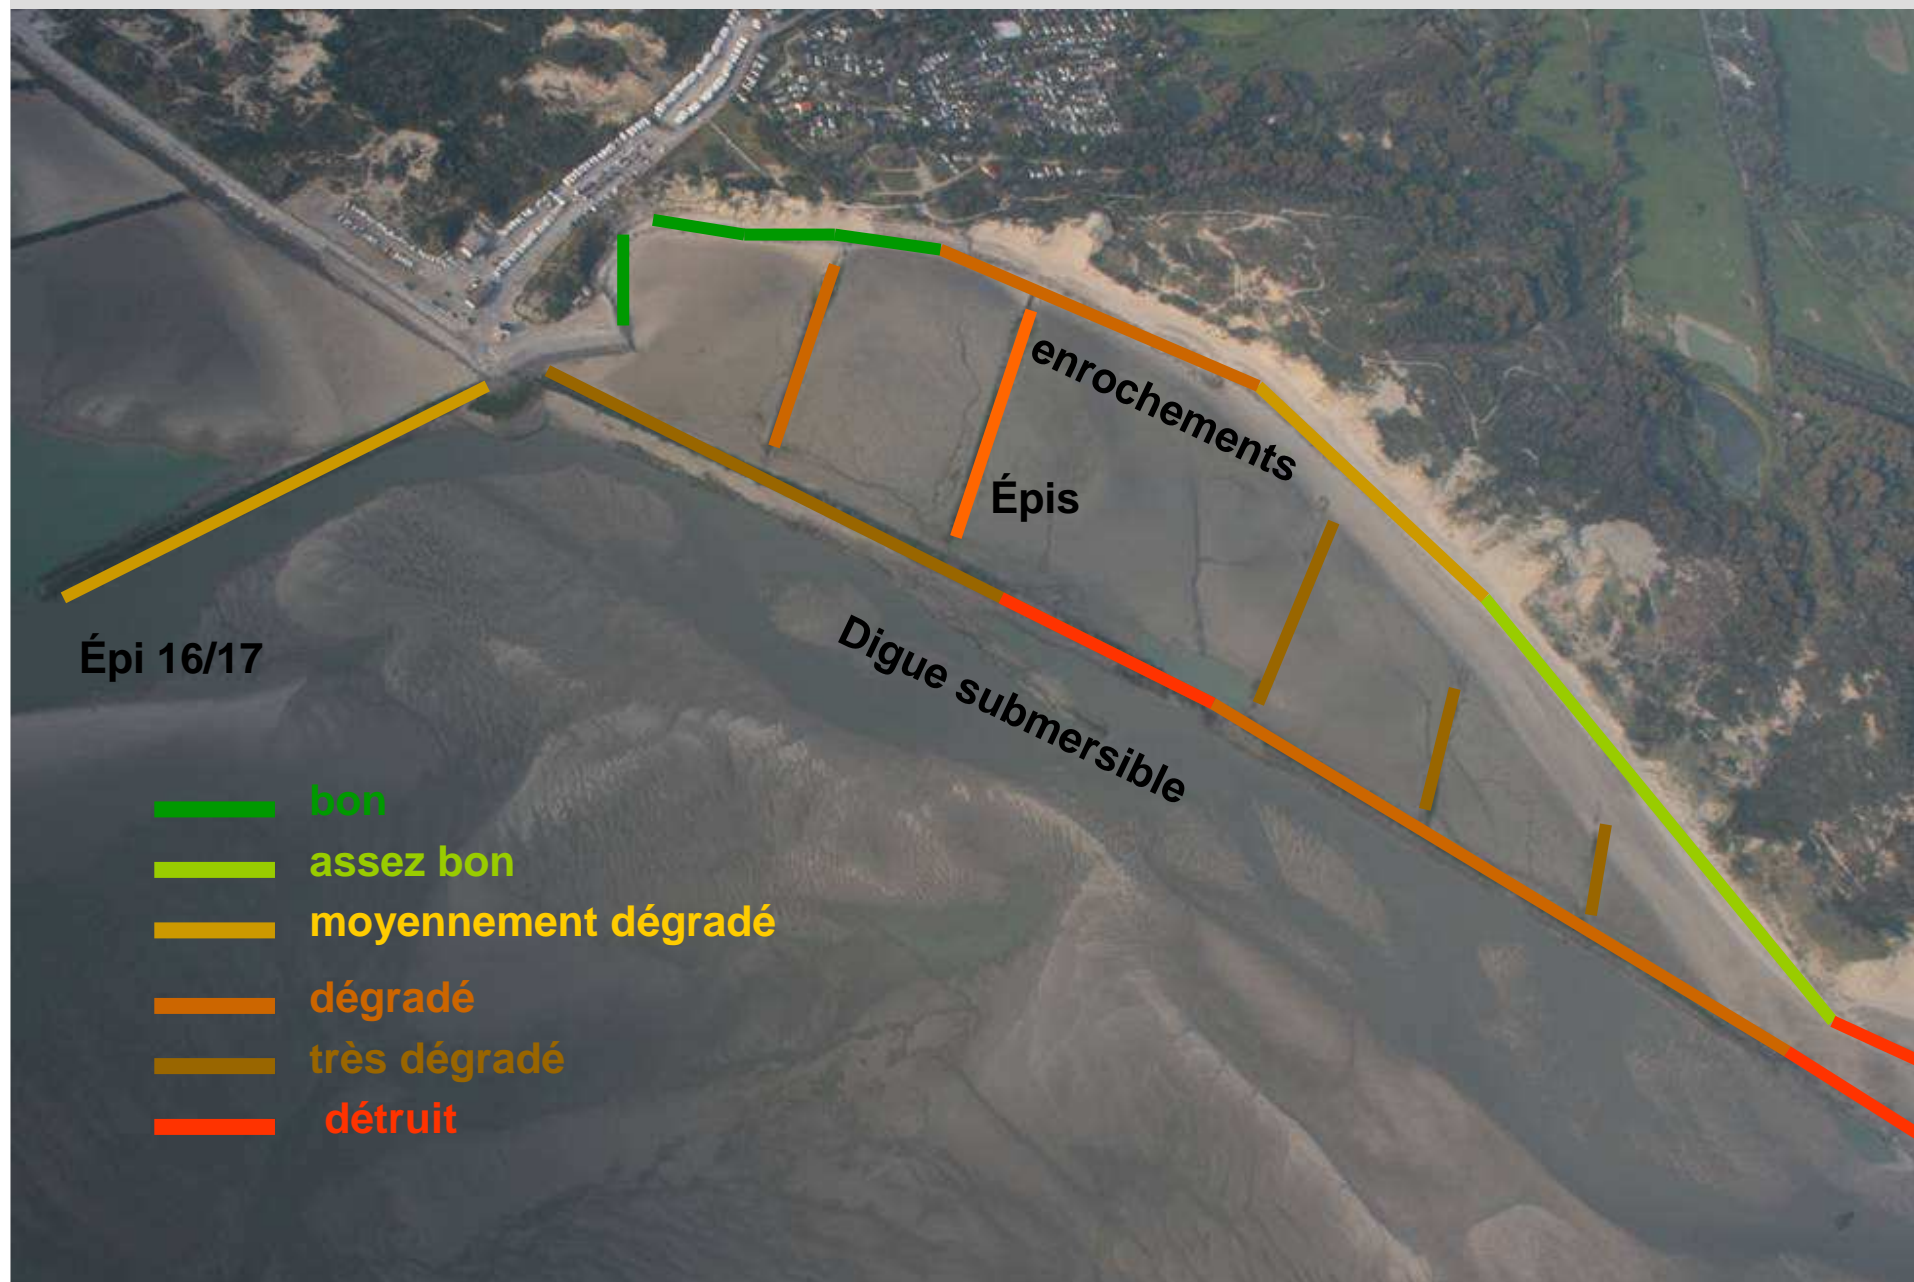 enrochements
Épis
Épi 16/17
Digue submersible
bon
assez bon
moyennement dégradé
dégradé
très dégradé
détruit